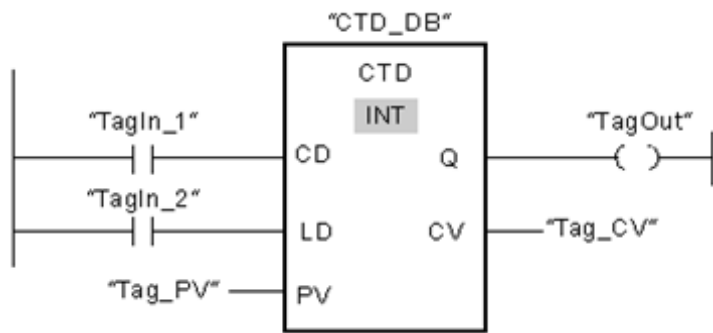 "CTD_DB"
CTD
INT
"TagIn_1"
"TagOut"
CD
Q
"TagIn_2"
LD
CV
"Tag_CV"
"Tag_PV"
PV